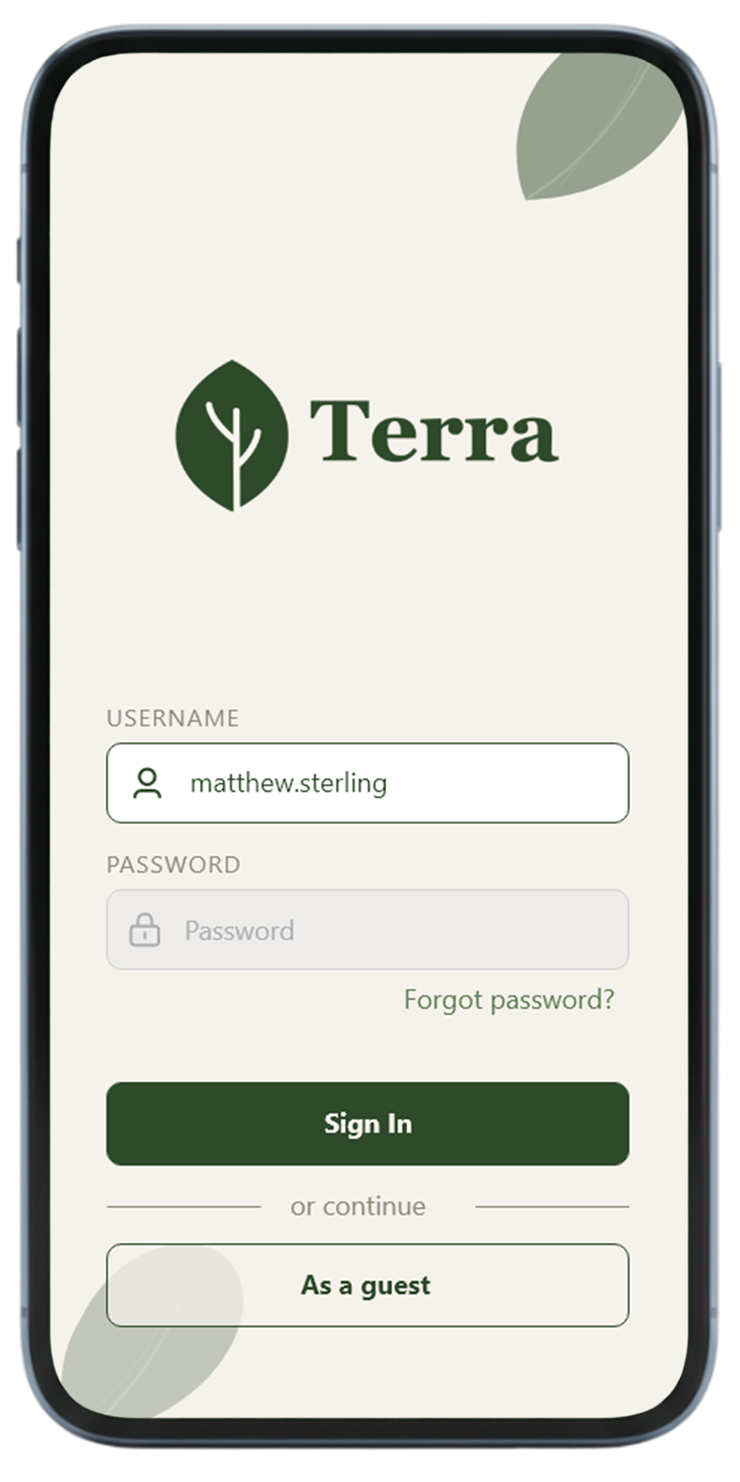 Terra
USERNAME
matthew.sterling
PASSWORD
Password
Forgot password?
Sign In
or continue
As a guest